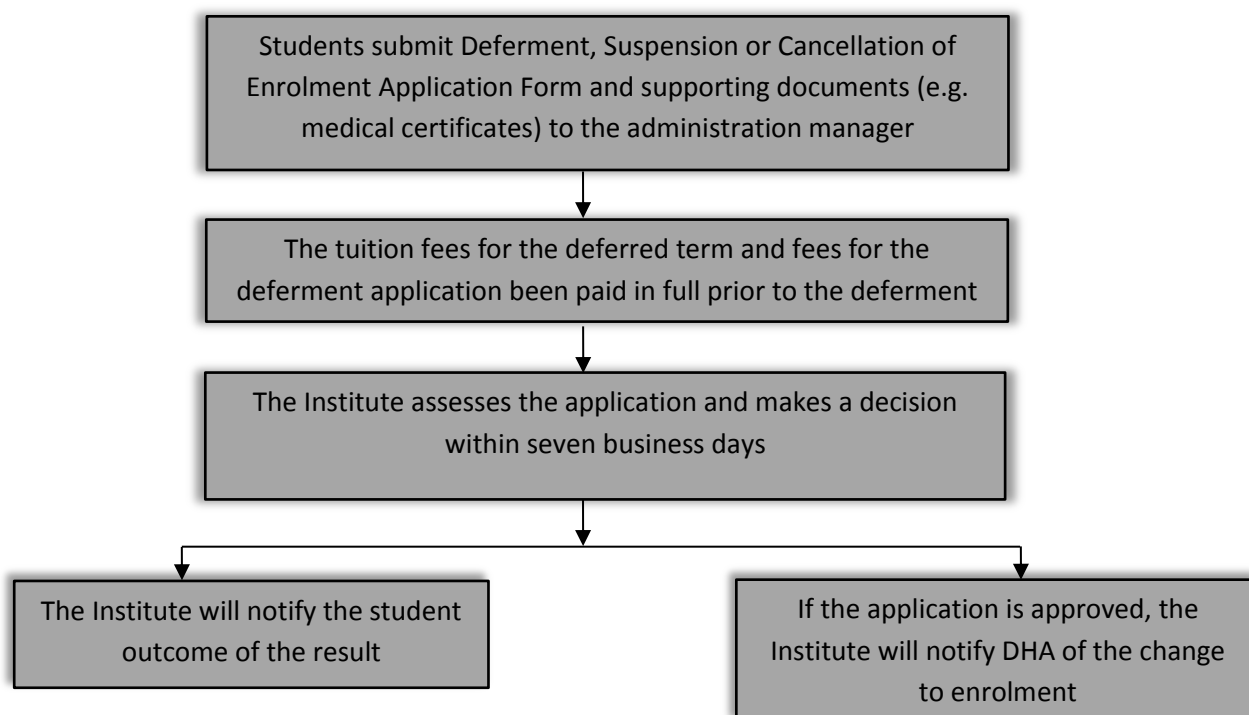 Students submit Deferment, Suspension or Cancellation of
Enrolment Application Form and supporting documents (e.g.
medical certificates) to the administration manager
The tuition fees for the deferred term and fees for the
deferment application been paid in full prior to the deferment
The Institute assesses the application and makes a decision
within seven business days
The Institute will notify the student
outcome of the result
If the application is approved, the
Institute will notify DHA of the change
to enrolment